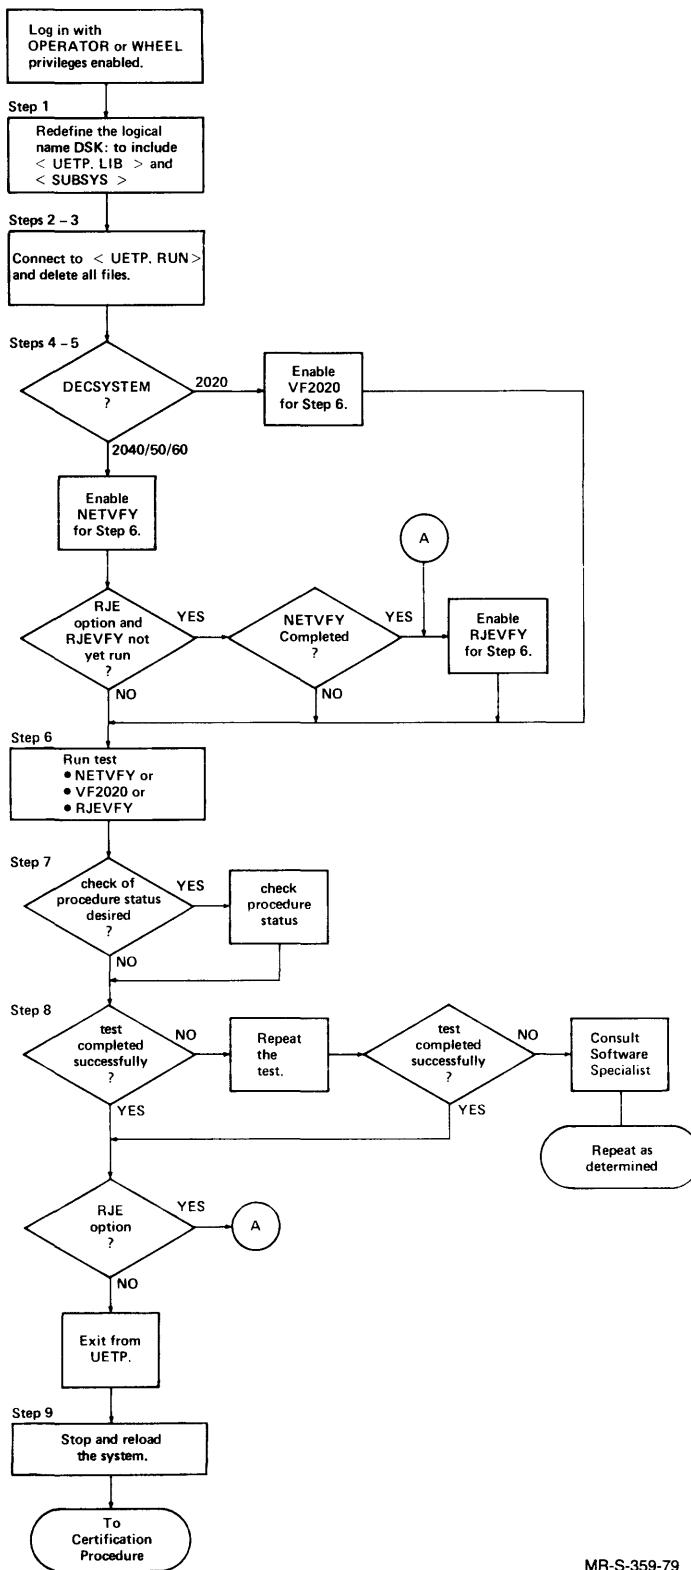 Log in with
OPERATOR or WHEEL
privileges enabled.
Step 1
Redefine the logical
name DSK: to include
< UETP. LIB > and
< SUBSYS >
Steps 2 – 3
Connect to < UETP. RUN>
and delete all files.
Steps 4 – 5
DECSYSTEM
?
2020
Enable
VF2020
for Step 6.
2040/50/60
Enable
NETVFY
for Step 6.
A
RJE
option and
RJEVFY not
yet run
?
YES
NETVFY
Completed
?
YES
Enable
RJEVFY
for Step 6.
NO
NO
Step 6
Run test
● NETVFY or
● VF2020 or
● RJEVFY
Step 7
check of
procedure status
desired
?
YES
check
procedure
status
NO
Step 8
test
completed
successfully
?
NO
Repeat
the
test.
test
completed
successfully
?
NO
Consult
Software
Specialist
YES
YES
Repeat as
determined
RJE
option
?
YES
A
NO
Exit from
UETP.
Step 9
Stop and reload
the system.
To
Certification
Procedure
MR-S-359-79